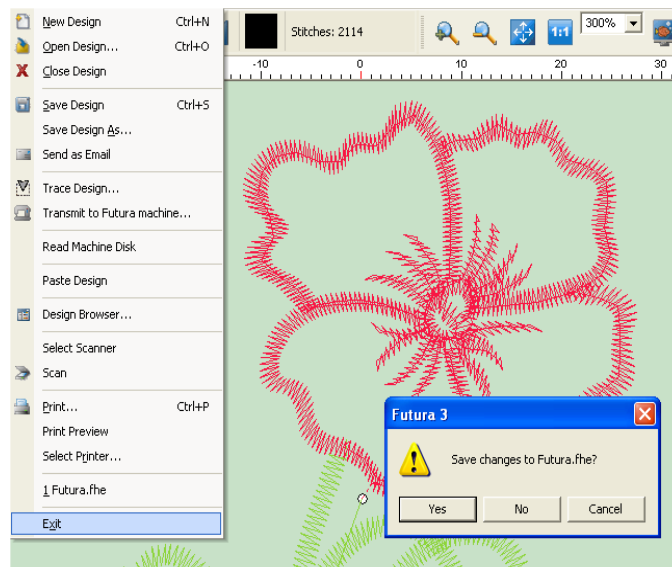 New Design Ctrl+N
Open Design... Ctrl+O
Close Design
Save Design Ctrl+S
Save Design As...
Send as Email
Trace Design...
Transmit to Futura machine...
Read Machine Disk
Paste Design
Design Browser...
Select Scanner
Scan
Print... Ctrl+P
Print Preview
Select Printer...
1 Futura.fhe
Exit
Stitches: 2114
1:1
300%
-10 0 10 20 30
Futura 3
Save changes to Futura.fhe?
Yes No Cancel